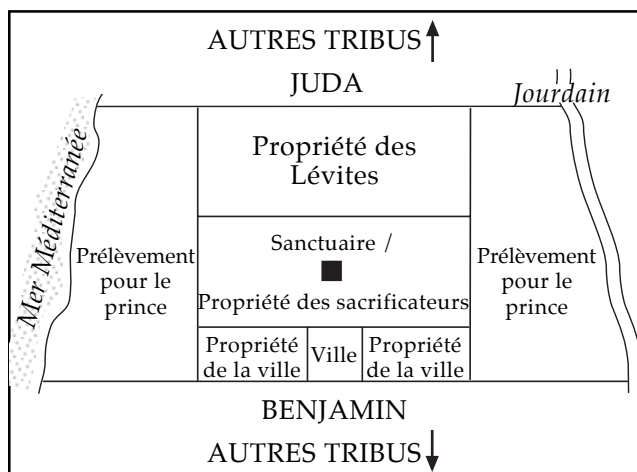 AUTRES TRIBUS
JUDA
Jourdain
Mer Méditerranée
Propriété des
Lévites
Prélèvement
pour le
prince
Sanctuaire /
Propriété des sacrificateurs
Prélèvement
pour le
prince
Propriété
de la ville
Ville
Propriété
de la ville
BENJAMIN
AUTRES TRIBUS